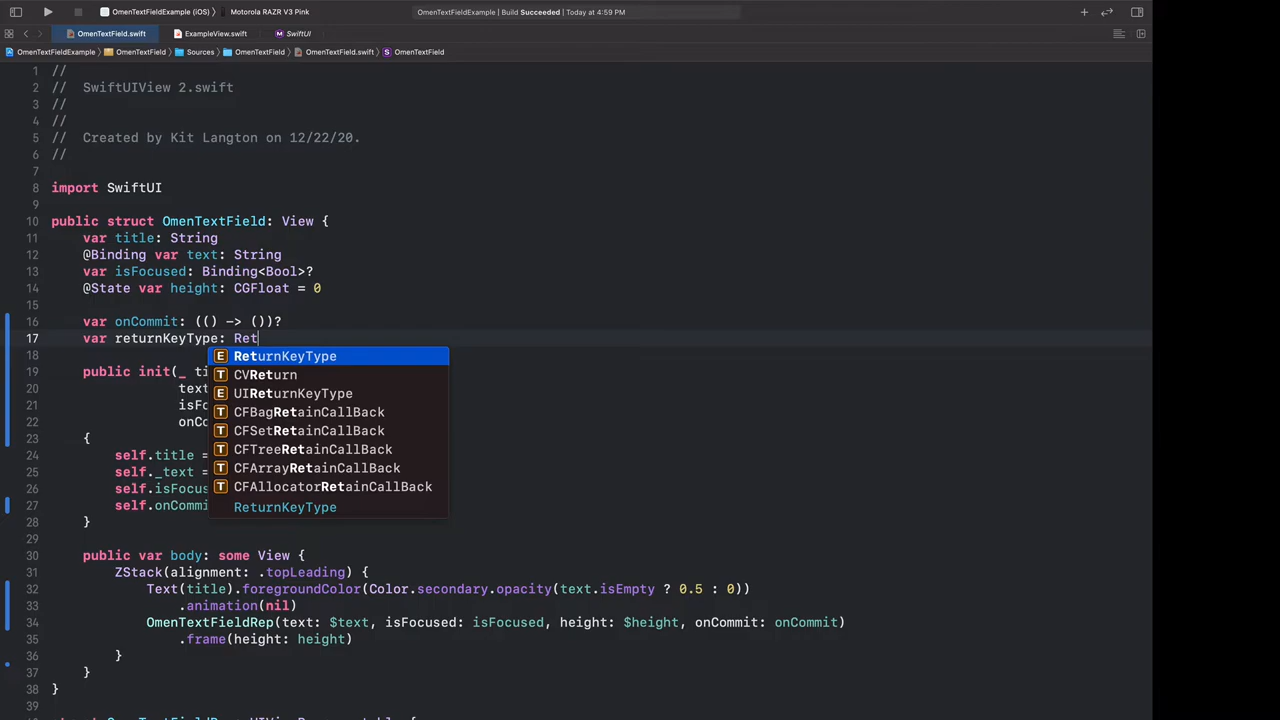 OmenTextFieldExample (iOS) 〉 Motorola RAZR V3 Pink
OmenTextFieldExample | Build Succeeded | Today at 4:59 PM
OmenTextField.swift ExampleView.swift SwiftUI
OmenTextFieldExample 〉 OmenTextField 〉 Sources 〉 OmenTextField 〉 OmenTextField.swift 〉 S OmenTextField
1 //
2 //  SwiftUIView 2.swift
3 //
4 //
5 //  Created by Kit Langton on 12/22/20.
6 //
7
8 import SwiftUI
9
10 public struct OmenTextField: View {
11 var title: String
12 @Binding var text: String
13 var isFocused: Binding<Bool>?
14 @State var height: CGFloat = 0
15
16 var onCommit: (() -> ())?
17 var returnKeyType: Ret
18 E ReturnKeyType
19 public init(_ ti T CVReturn
20 text E UIReturnKeyType
21 isFo T CFBagRetainCallBack
22 onCo T CFSetRetainCallBack
23 { T CFTreeRetainCallBack
24 self.title = T CFArrayRetainCallBack
25 self._text = T CFAllocatorRetainCallBack
26 self.isFocus
27 self.onCommi ReturnKeyType
28 }
29
30 public var body: some View {
31 ZStack(alignment: .topLeading) {
32 Text(title).foregroundColor(Color.secondary.opacity(text.isEmpty ? 0.5 : 0))
33 .animation(nil)
34 OmenTextFieldRep(text: $text, isFocused: isFocused, height: $height, onCommit: onCommit)
35 .frame(height: height)
36 }
37 }
38 }
39